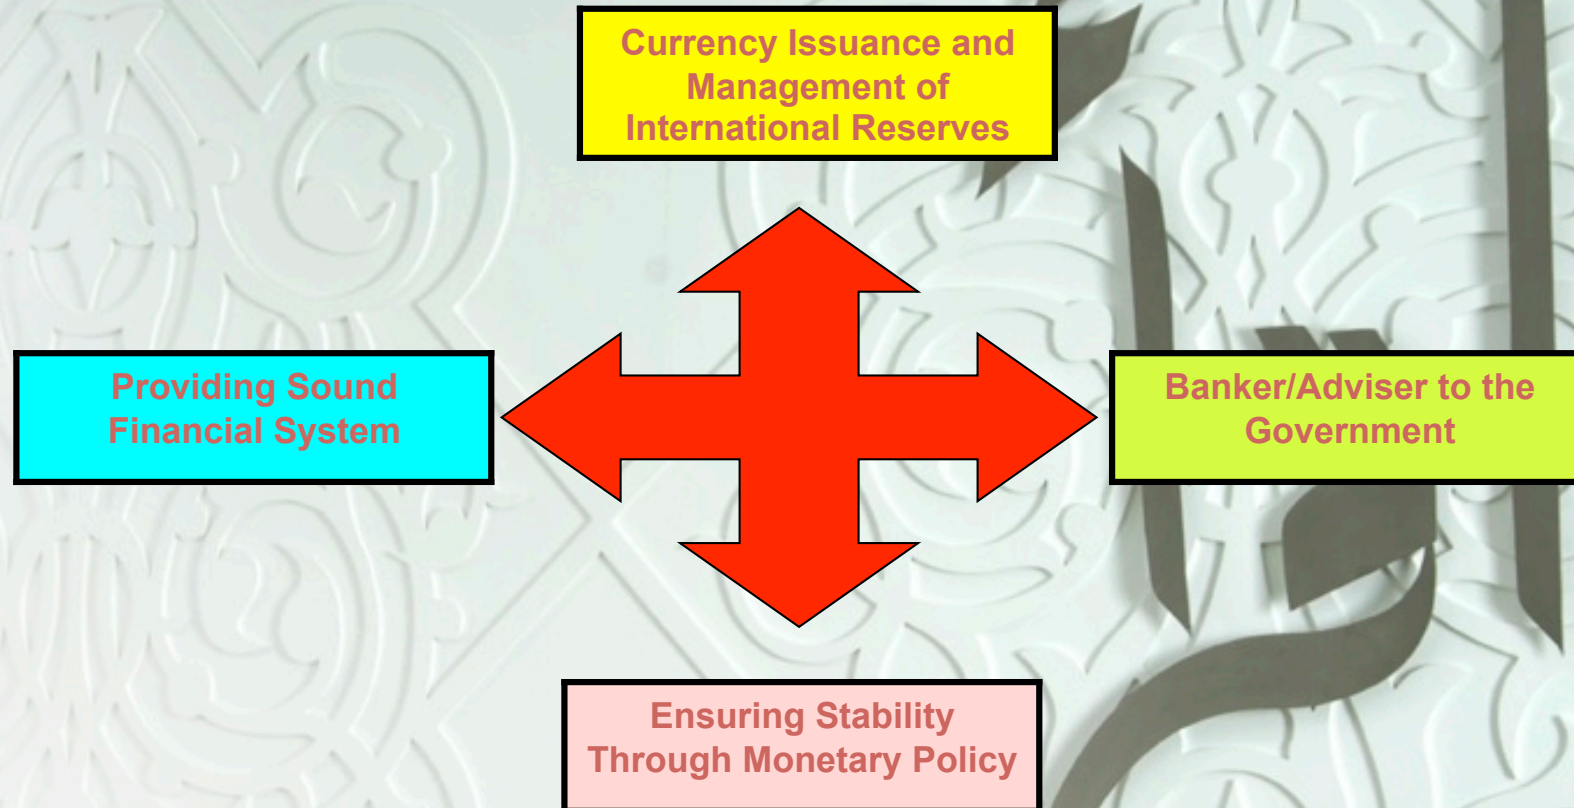 Currency Issuance and
Management of
International Reserves
Providing Sound
Financial System
Banker/Adviser to the
Government
Ensuring Stability
Through Monetary Policy